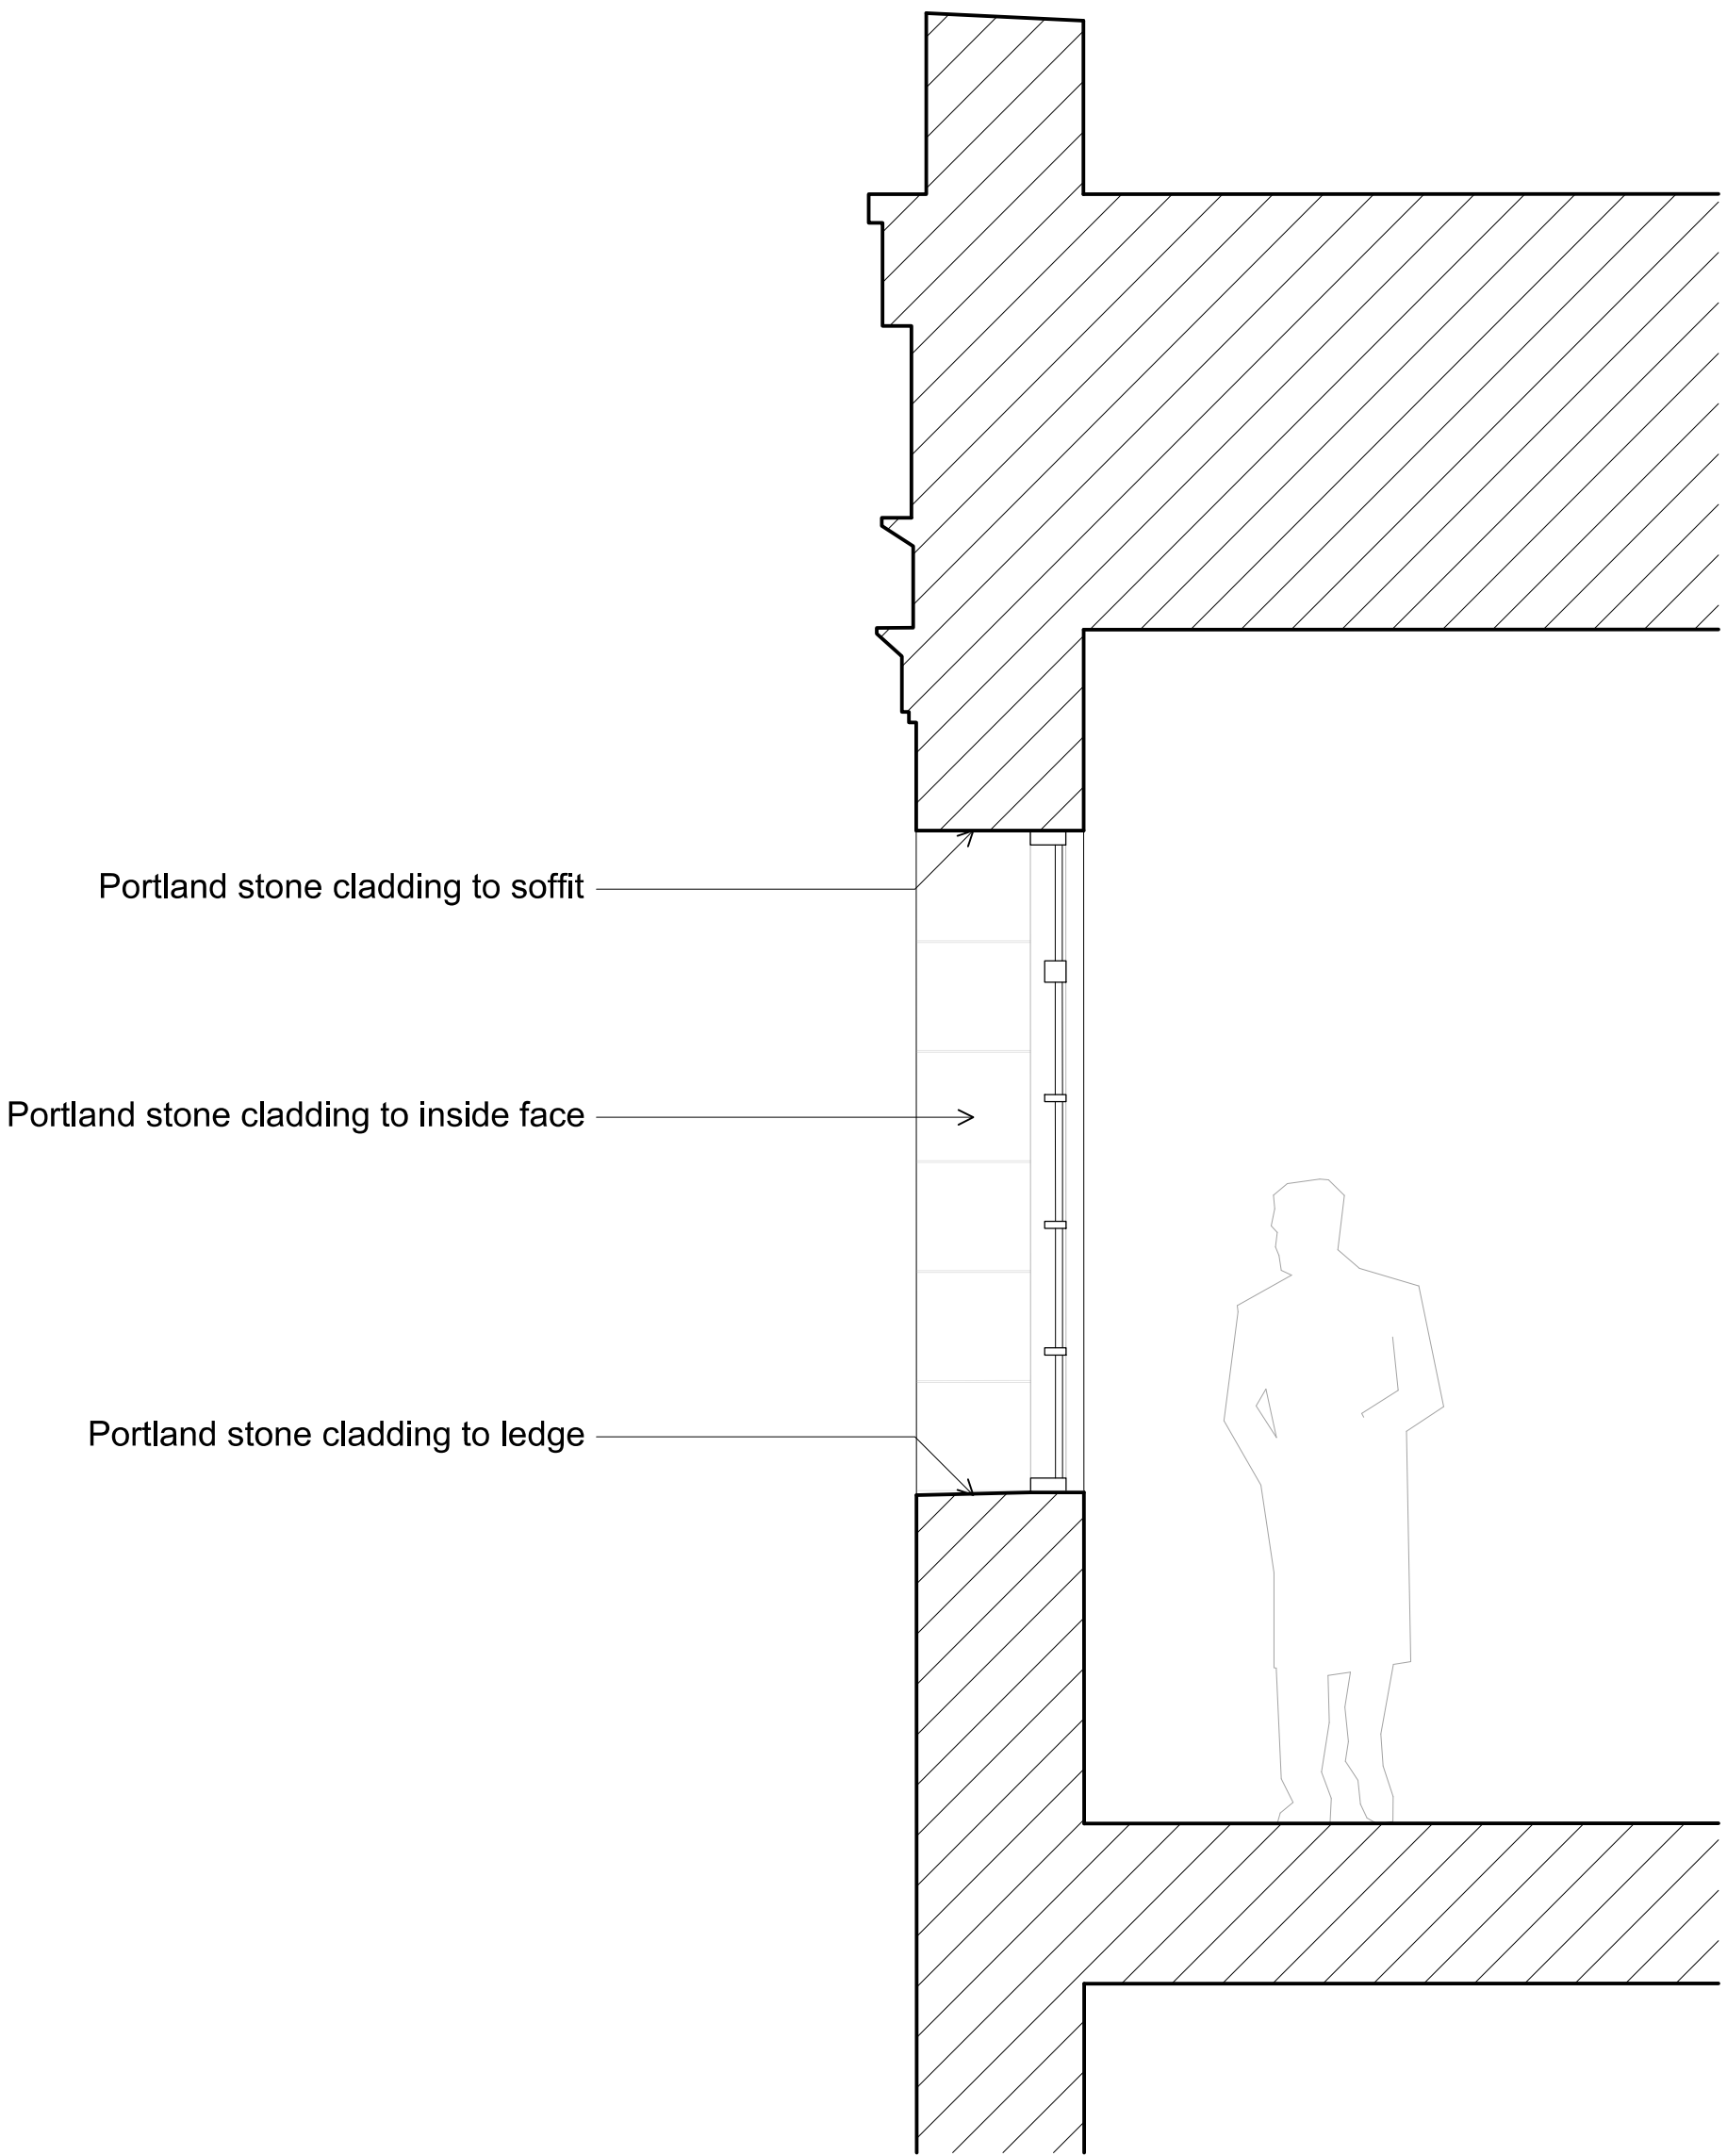 Portland stone cladding to soffit
Portland stone cladding to inside face
Portland stone cladding to ledge